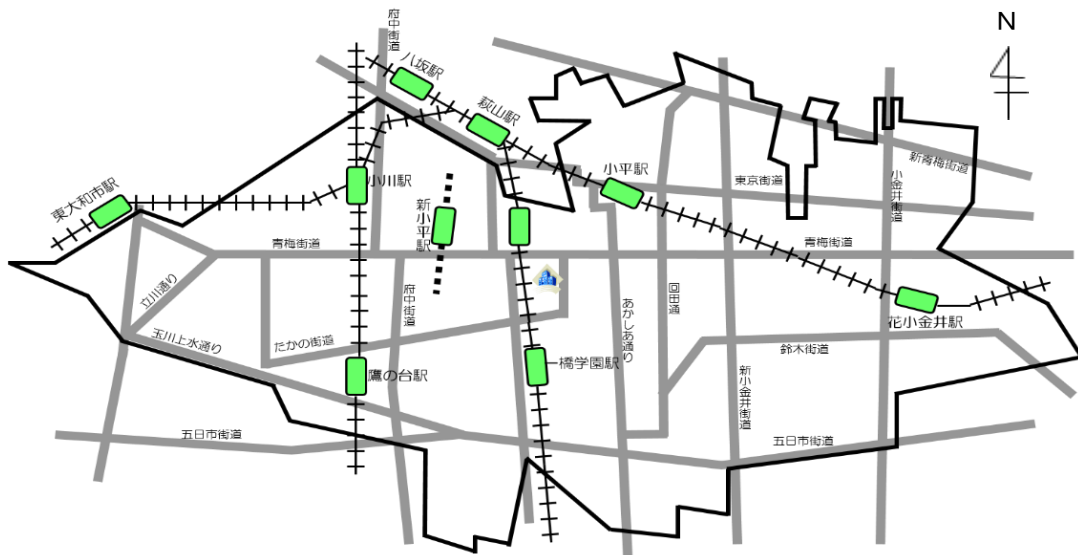 府中街道
N
八坂駅
萩山駅
新青梅街道
小平駅
東京街道
小金井街道
小川駅
東大和市駅
新小平駅
青梅街道
青梅街道
立川通り
府中街道
あかしあ通り
回田通
花小金井駅
玉川上水通り
たかの街道
鈴木街道
一橋学園駅
鷹の台駅
新小金井街道
五日市街道
五日市街道